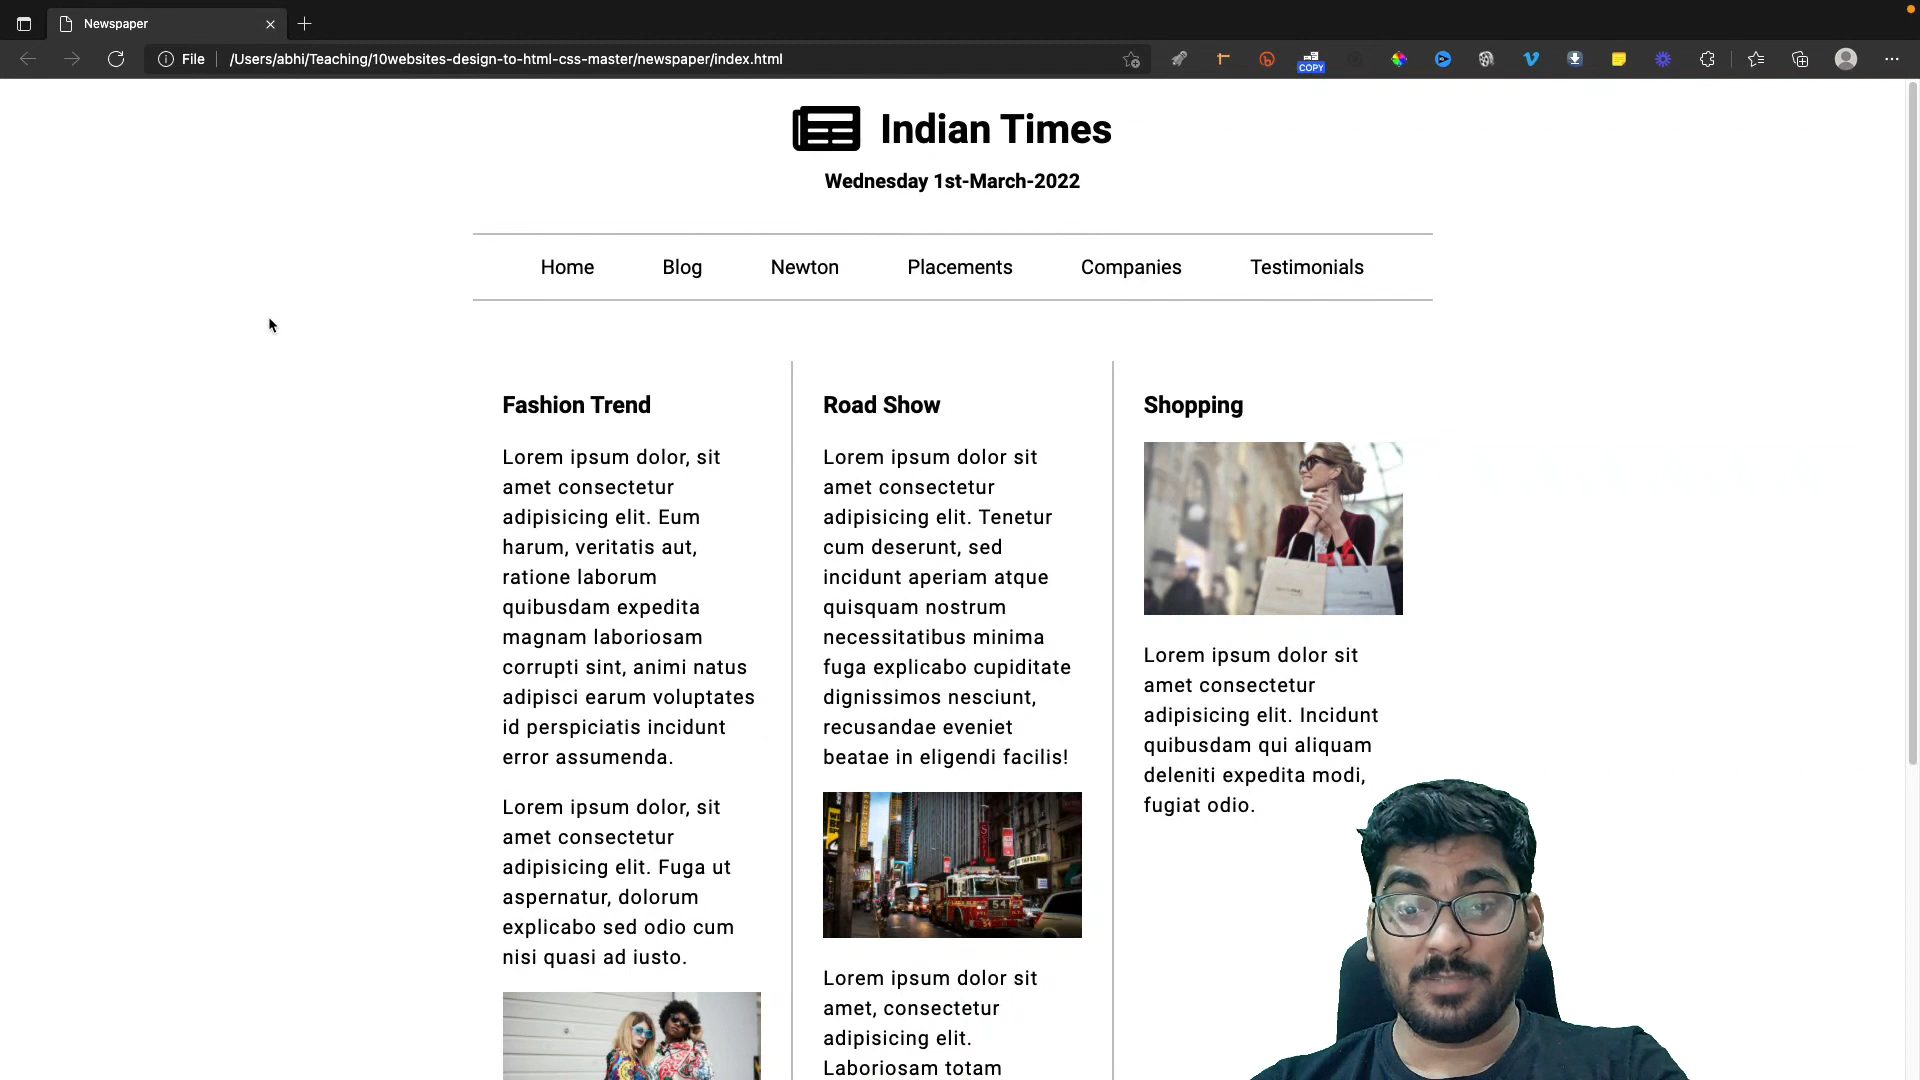 Newspaper
File
/Users/abhi/Teaching/10websites-design-to-html-css-master/newspaper/index.html
COPY
Indian Times
Wednesday 1st-March-2022
Home
Blog
Newton
Placements
Companies
Testimonials
Fashion Trend
Lorem ipsum dolor, sit
amet consectetur
adipisicing elit. Eum
harum, veritatis aut,
ratione laborum
quibusdam expedita
magnam laboriosam
corrupti sint, animi natus
adipisci earum voluptates
id perspiciatis incidunt
error assumenda.
Lorem ipsum dolor, sit
amet consectetur
adipisicing elit. Fuga ut
aspernatur, dolorum
explicabo sed odio cum
nisi quasi ad iusto.
Road Show
Lorem ipsum dolor sit
amet consectetur
adipisicing elit. Tenetur
cum deserunt, sed
incidunt aperiam atque
quisquam nostrum
necessitatibus minima
fuga explicabo cupiditate
dignissimos nesciunt,
recusandae eveniet
beatae in eligendi facilis!
54
Lorem ipsum dolor sit
amet, consectetur
adipisicing elit.
Laboriosam totam
Shopping
Lorem ipsum dolor sit
amet consectetur
adipisicing elit. Incidunt
quibusdam qui aliquam
deleniti expedita modi,
fugiat odio.